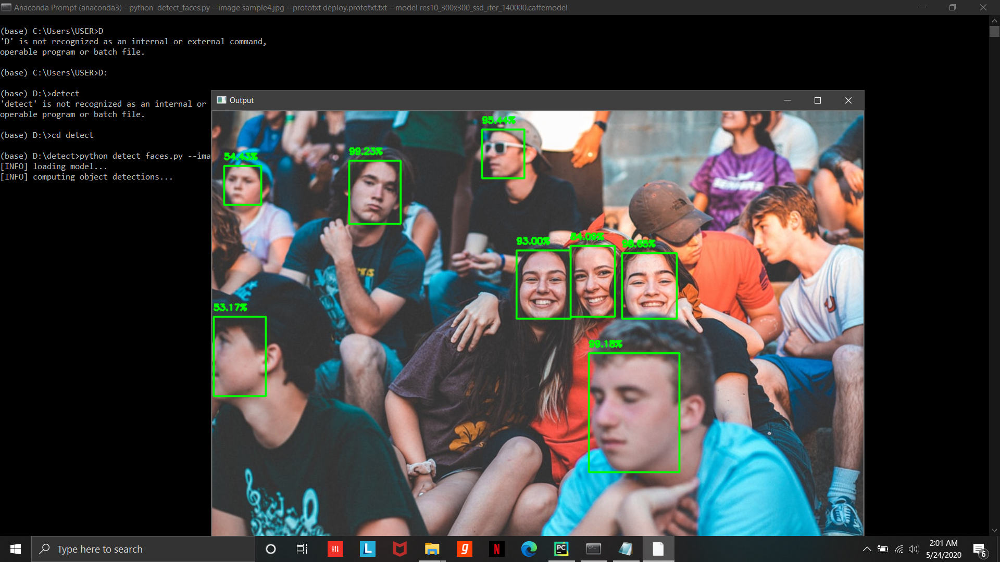 Anaconda Prompt (anaconda3) - python  detect_faces.py --image sample4.jpg --prototxt deploy.prototxt.txt --model res10_300x300_ssd_iter_140000.caffemodel
(base) C:\Users\USER>D
'D' is not recognized as an internal or external command,
operable program or batch file.
(base) C:\Users\USER>D:
(base) D:\>detect
'detect' is not recognized as an internal or
operable program or batch file.
(base) D:\>cd detect
(base) D:\detect>python detect_faces.py --ima
[INFO] loading model...
[INFO] computing object detections...
Output
95.44%
99.23%
54.43%
93.00%
84.09%
98.65%
53.17%
99.18%
Type here to search
L
g
N
PC
2:01 AM
5/24/2020
6